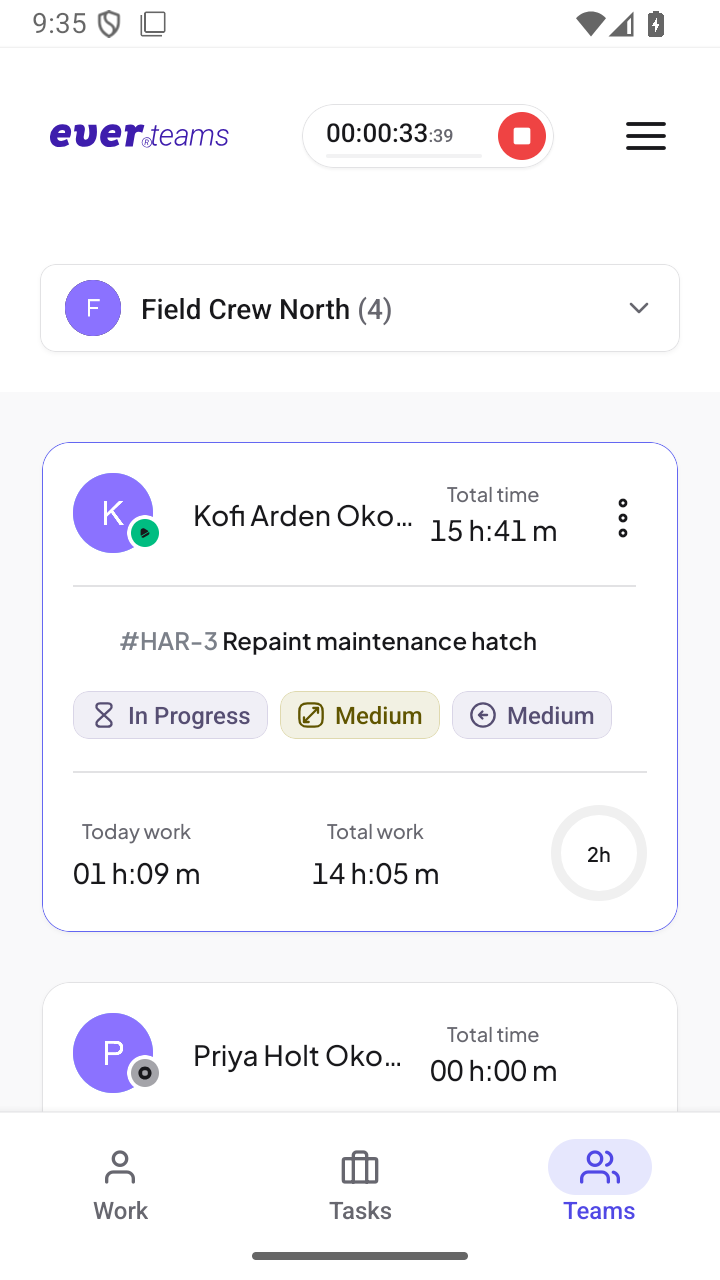 9:35
ever® teams
00:00:33:39
F
Field Crew North (4)
K
Kofi Arden Oko...
Total time
15 h:41 m
#HAR-3 Repaint maintenance hatch
In Progress
Medium
Medium
Today work
01 h:09 m
Total work
14 h:05 m
2h
P
Priya Holt Oko...
Total time
00 h:00 m
Work
Tasks
Teams